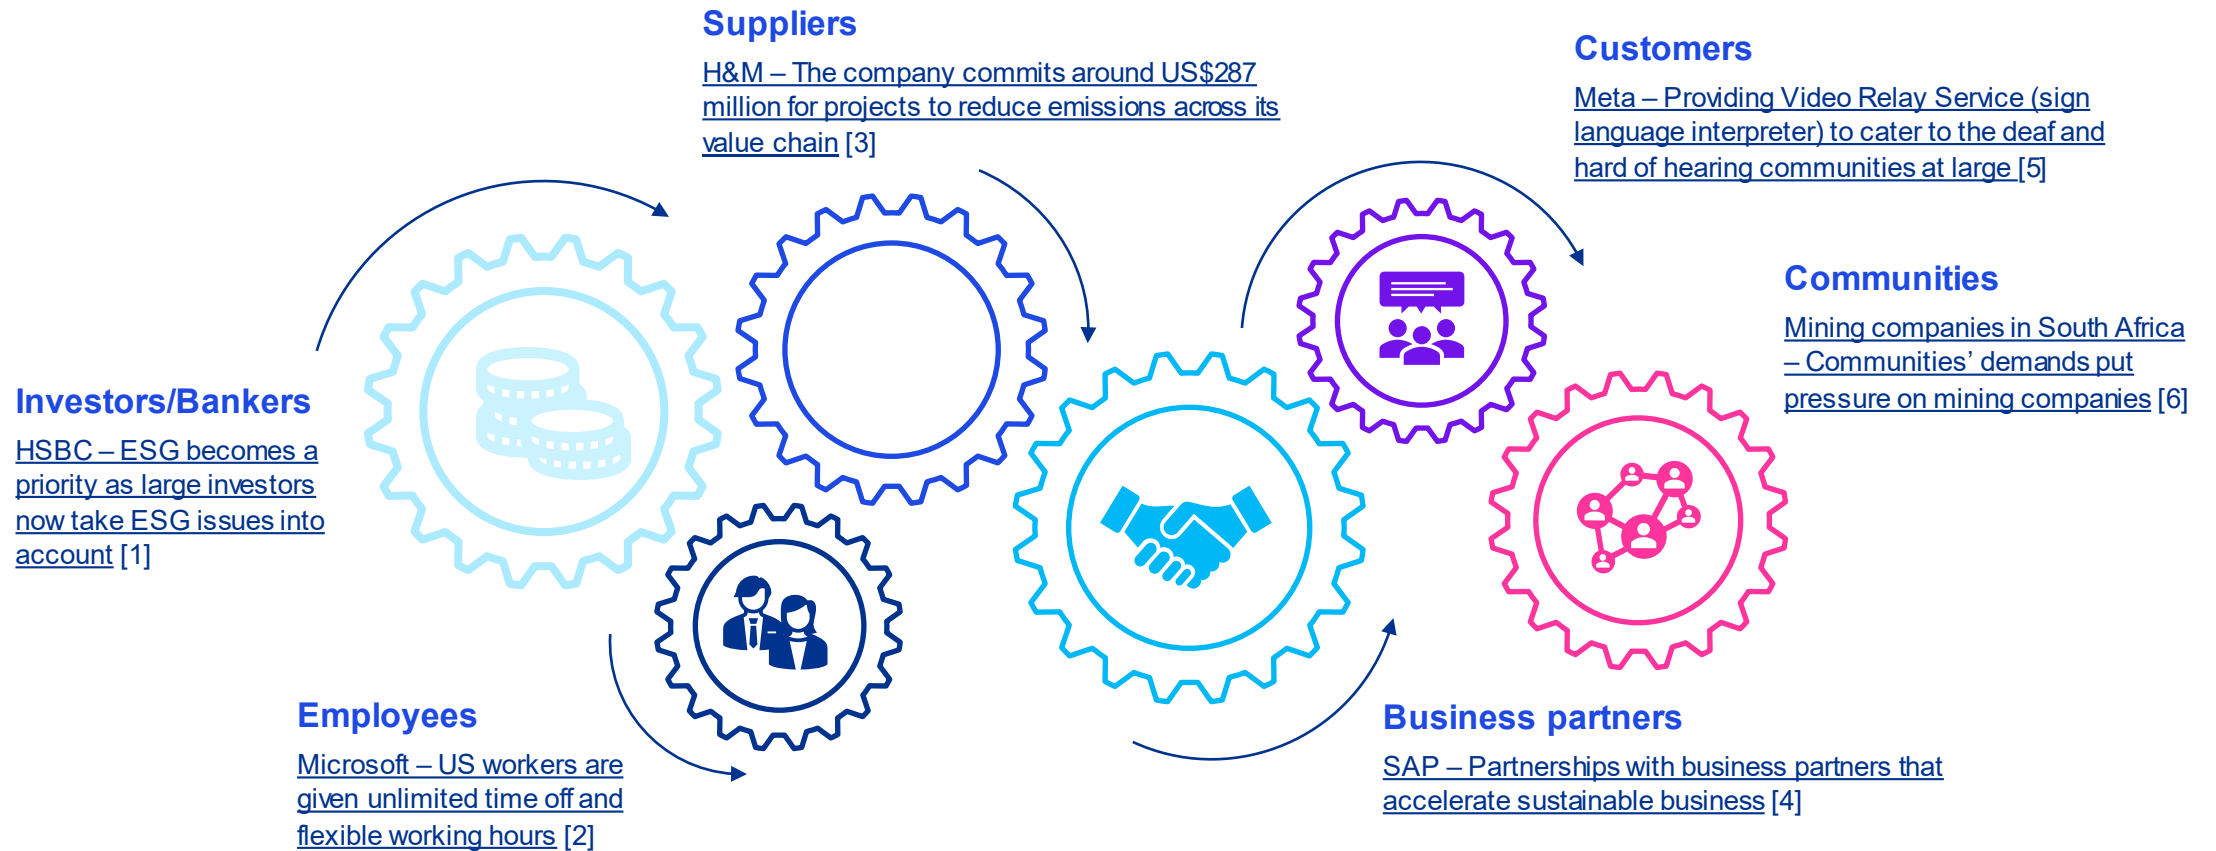 Suppliers
H&M – The company commits around US$287
million for projects to reduce emissions across its
value chain [3]
Customers
Meta – Providing Video Relay Service (sign
language interpreter) to cater to the deaf and
hard of hearing communities at large [5]
Communities
Mining companies in South Africa
– Communities’ demands put
pressure on mining companies [6]
Investors/Bankers
HSBC – ESG becomes a
priority as large investors
now take ESG issues into
account [1]
Employees
Microsoft – US workers are
given unlimited time off and
flexible working hours [2]
Business partners
SAP – Partnerships with business partners that
accelerate sustainable business [4]